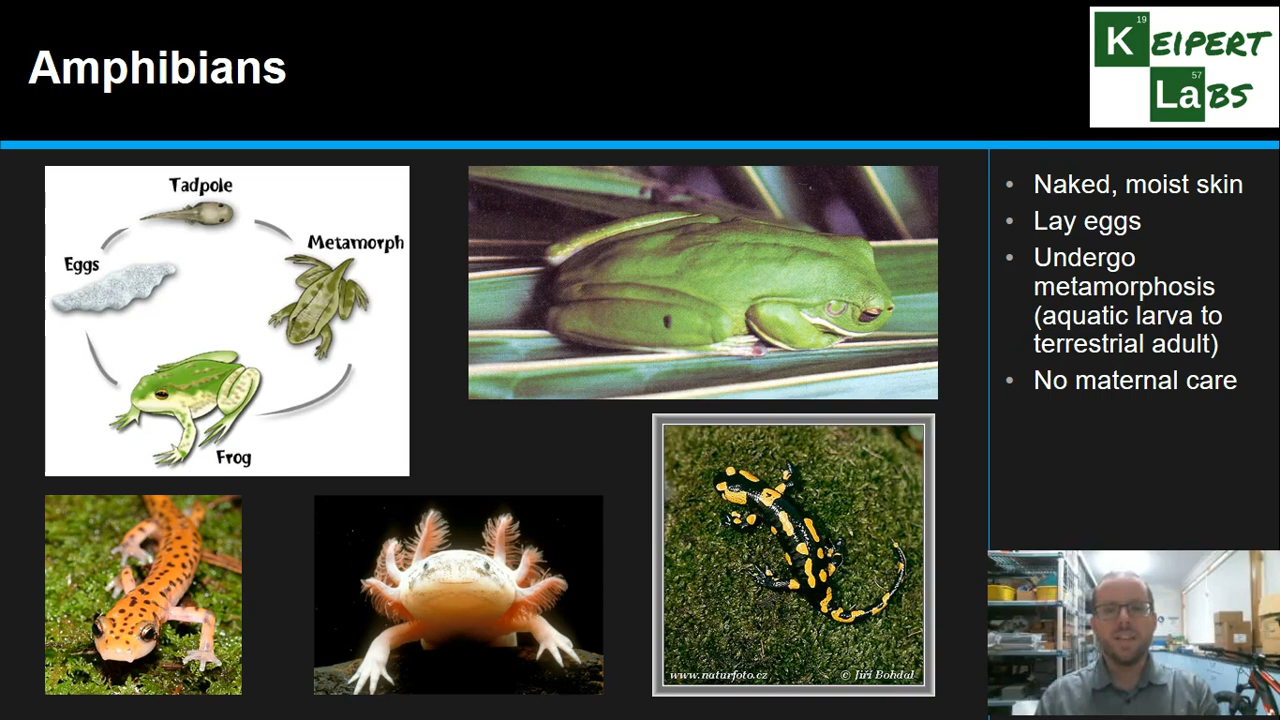 Amphibians
19
K EIPERT
57
La BS
Tadpole
Metamorph
Eggs
Frog
www.naturfoto.cz © Jiří Bohdal
• Naked, moist skin
• Lay eggs
• Undergo
metamorphosis
(aquatic larva to
terrestrial adult)
• No maternal care